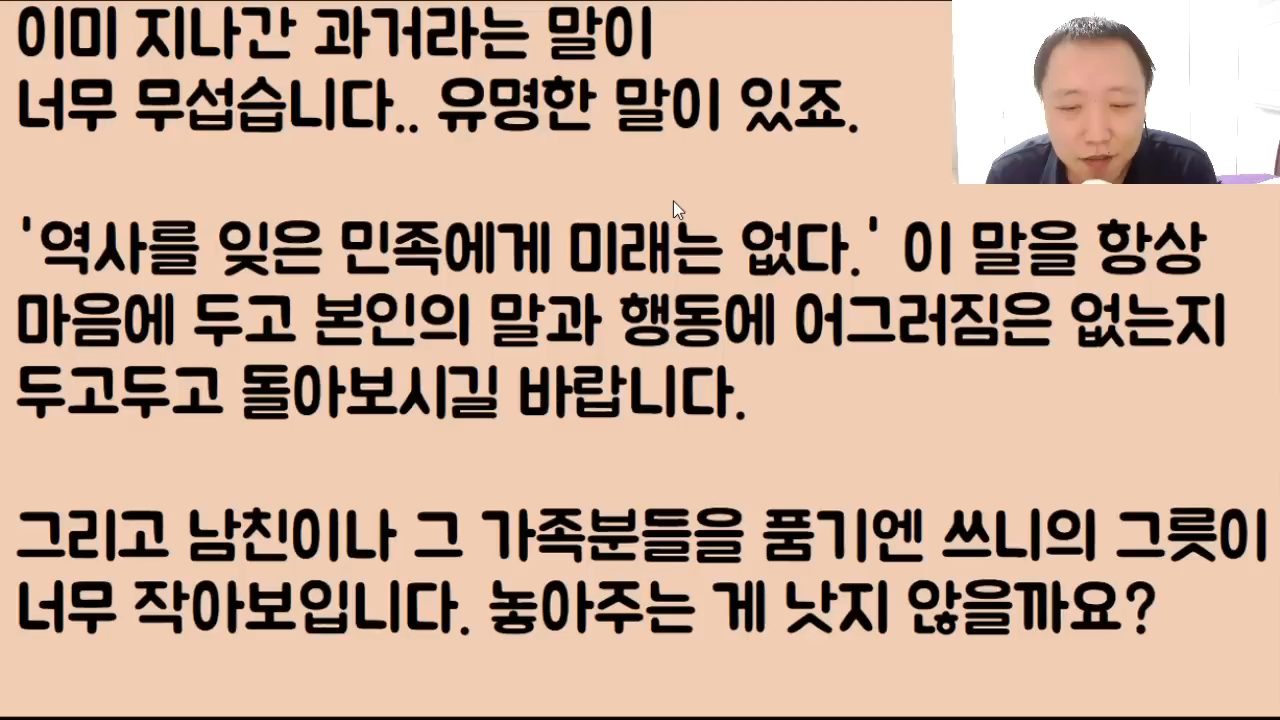 이미 지나간 과거라는 말이
너무 무섭습니다.. 유명한 말이 있죠.
'역사를 잊은 민족에게 미래는 없다.' 이 말을 항상
마음에 두고 본인의 말과 행동에 어그러짐은 없는지
두고두고 돌아보시길 바랍니다.
그리고 남친이나 그 가족분들을 품기엔 쓰니의 그릇이
너무 작아보입니다. 놓아주는 게 낫지 않을까요?